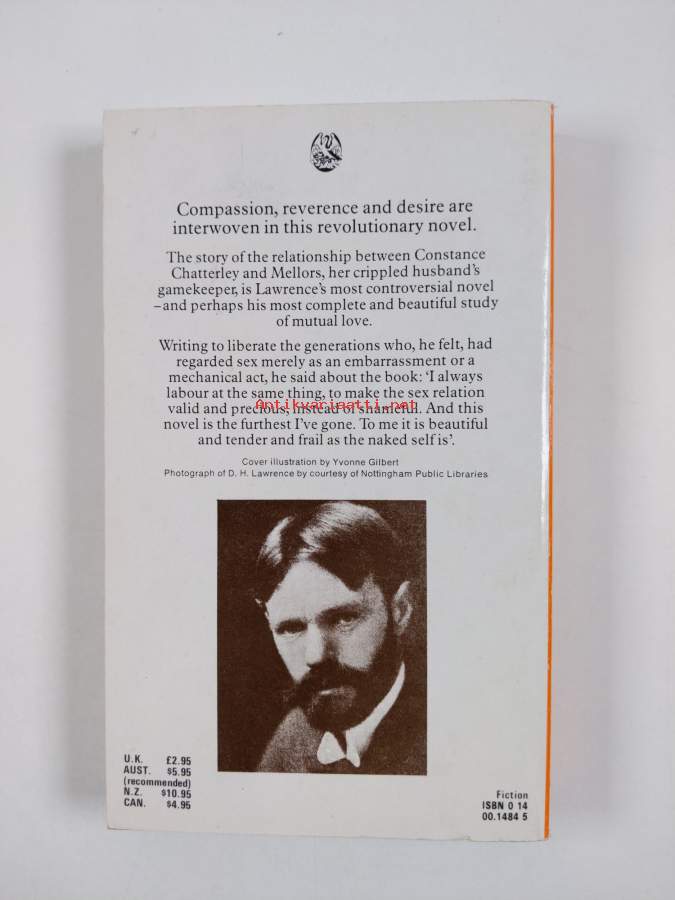 Compassion, reverence and desire are
interwoven in this revolutionary novel.
The story of the relationship between Constance
Chatterley and Mellors, her crippled husband's
gamekeeper, is Lawrence's most controversial novel
–and perhaps his most complete and beautiful study
of mutual love.
Writing to liberate the generations who, he felt, had
regarded sex merely as an embarrassment or a
mechanical act, he said about the book: 'I always
labour at the same thing, to make the sex relation
valid and precious, instead of shameful. And this
Antikvariaatti.net
novel is the furthest I've gone. To me it is beautiful
and tender and frail as the naked self is'.
Cover illustration by Yvonne Gilbert
Photograph of D. H. Lawrence by courtesy of Nottingham Public Libraries
U.K. £2.95
AUST. $5.95
(recommended)
N.Z. $10.95
CAN. $4.95
Fiction
ISBN 0 14
00.1484 5